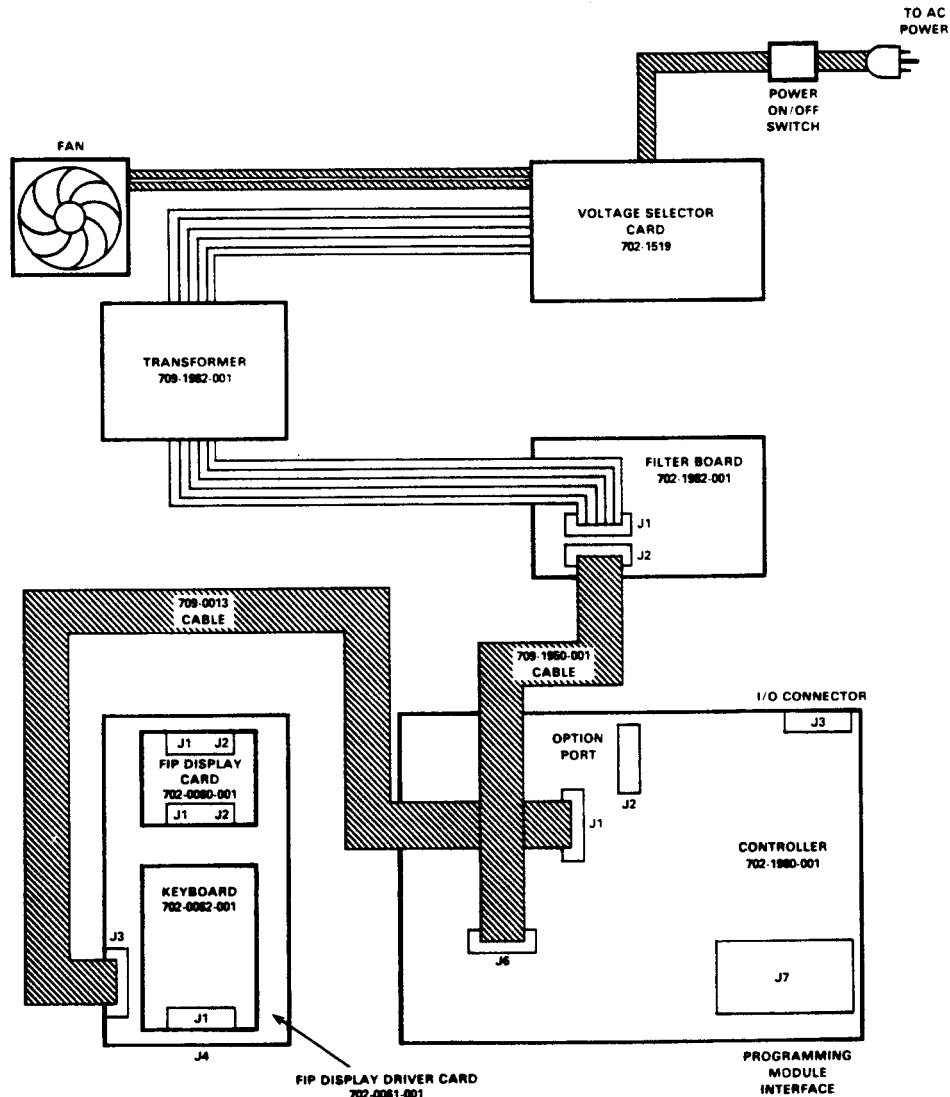 TO AC
POWER
POWER
ON/OFF
SWITCH
FAN
VOLTAGE SELECTOR
CARD
702-1519
TRANSFORMER
709-1982-001
FILTER BOARD
702-1982-001
J1
J2
709-0013
CABLE
709-1950-001
CABLE
I/O CONNECTOR
J3
OPTION
PORT
J2
J1
J1 J2
FIP DISPLAY
CARD
702-0080-001
J1 J2
CONTROLLER
702-1980-001
KEYBOARD
702-0082-001
J3
J6
J7
J1
J4
FIP DISPLAY DRIVER CARD
702-0081-001
PROGRAMMING
MODULE
INTERFACE